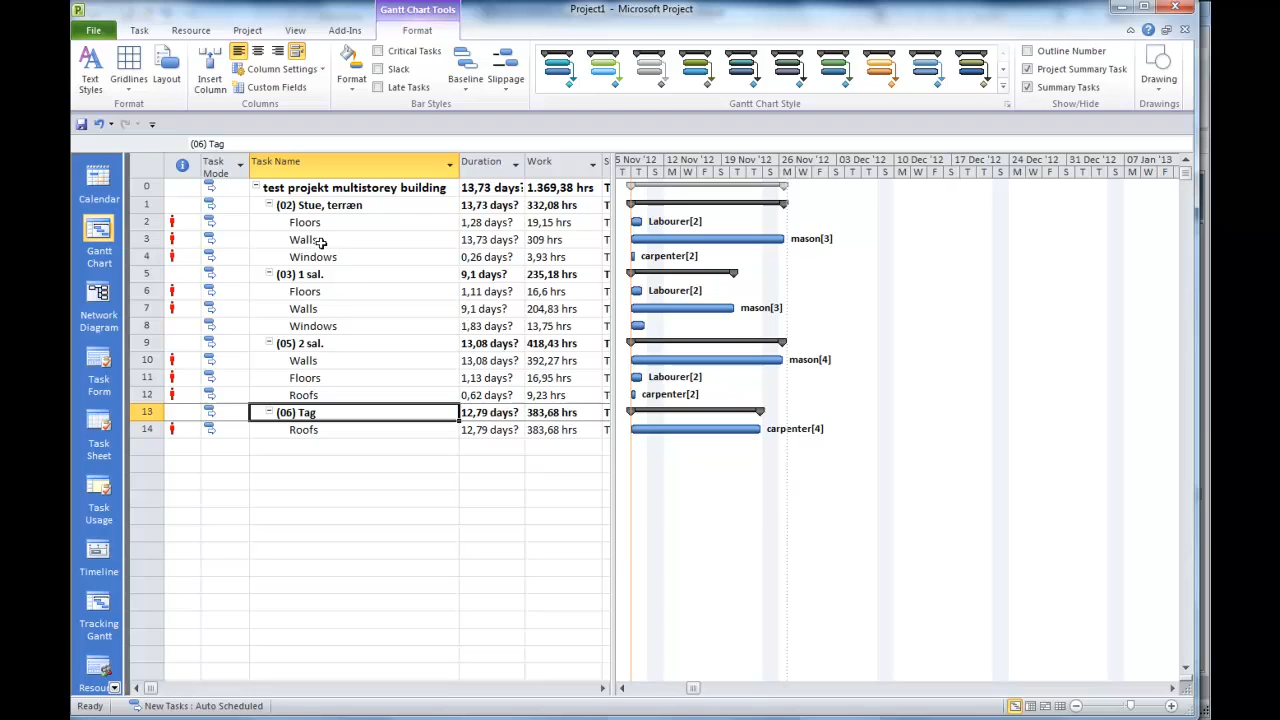 Gantt Chart Tools
Project1 - Microsoft Project
File Task Resource Project View Add-Ins Format
Text Styles
Gridlines
Layout
Format
Insert Column
Column Settings
Custom Fields
Columns
Format
Critical Tasks
Slack
Late Tasks
Baseline
Slippage
Bar Styles
Gantt Chart Style
Outline Number
Project Summary Task
Summary Tasks
Show/Hide
Drawing
Drawings
(06) Tag
Calendar
Gantt Chart
Network Diagram
Task Form
Task Sheet
Task Usage
Timeline
Tracking Gantt
Task Mode Task Name Duration Work S
0 test projekt multistorey building 13,73 days? 1.369,38 hrs T
1 (02) Stue, terræn 13,73 days? 332,08 hrs T
2 Floors 1,28 days? 19,15 hrs T
3 Walls 13,73 days? 309 hrs T
4 Windows 0,26 days? 3,93 hrs T
5 (03) 1 sal. 9,1 days? 235,18 hrs T
6 Floors 1,11 days? 16,6 hrs T
7 Walls 9,1 days? 204,83 hrs T
8 Windows 1,83 days? 13,75 hrs T
9 (05) 2 sal. 13,08 days? 418,43 hrs T
10 Walls 13,08 days? 392,27 hrs T
11 Floors 1,13 days? 16,95 hrs T
12 Roofs 0,62 days? 9,23 hrs T
13 (06) Tag 12,79 days? 383,68 hrs T
14 Roofs 12,79 days? 383,68 hrs T
5 Nov '12 12 Nov '12 19 Nov '12 26 Nov '12 03 Dec '12 10 Dec '12 17 Dec '12 24 Dec '12 31 Dec '12 07 Jan '13
T T S M W F S T T S M W F S T T S M W F S T T S M W F
Labourer[2]
mason[3]
carpenter[2]
Labourer[2]
mason[3]
mason[4]
Labourer[2]
carpenter[2]
carpenter[4]
Ready New Tasks : Auto Scheduled